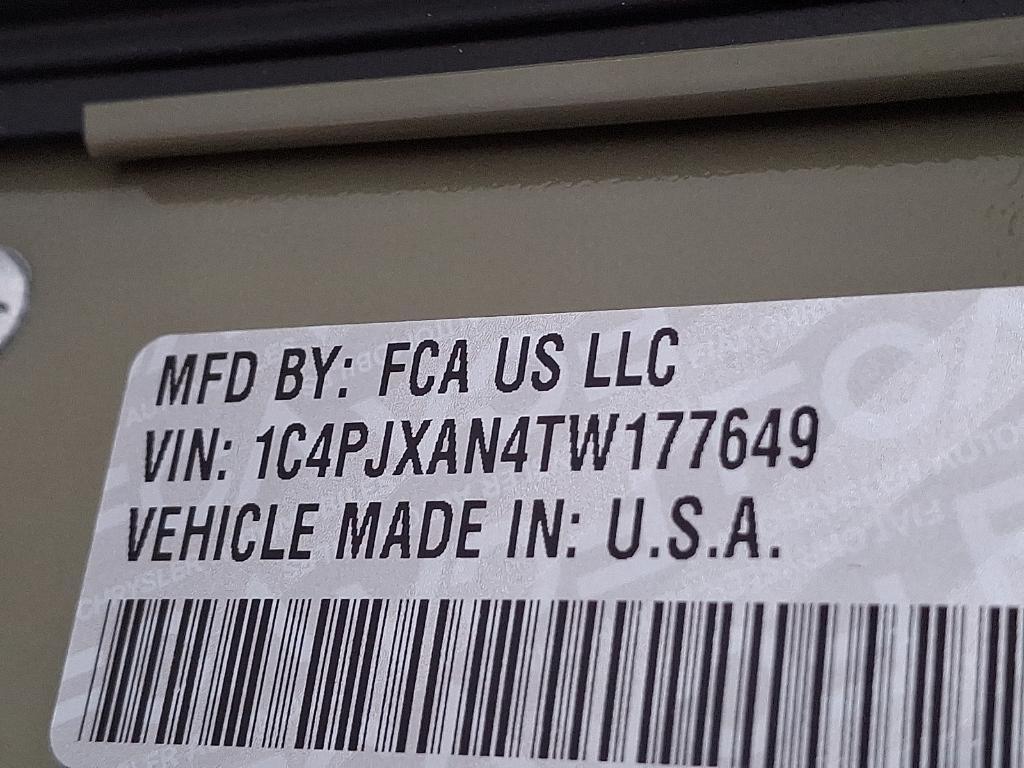 MFD BY: FCA US LLC
VIN: 1C4PJXAN4TW177649
VEHICLE MADE IN: U.S.A.